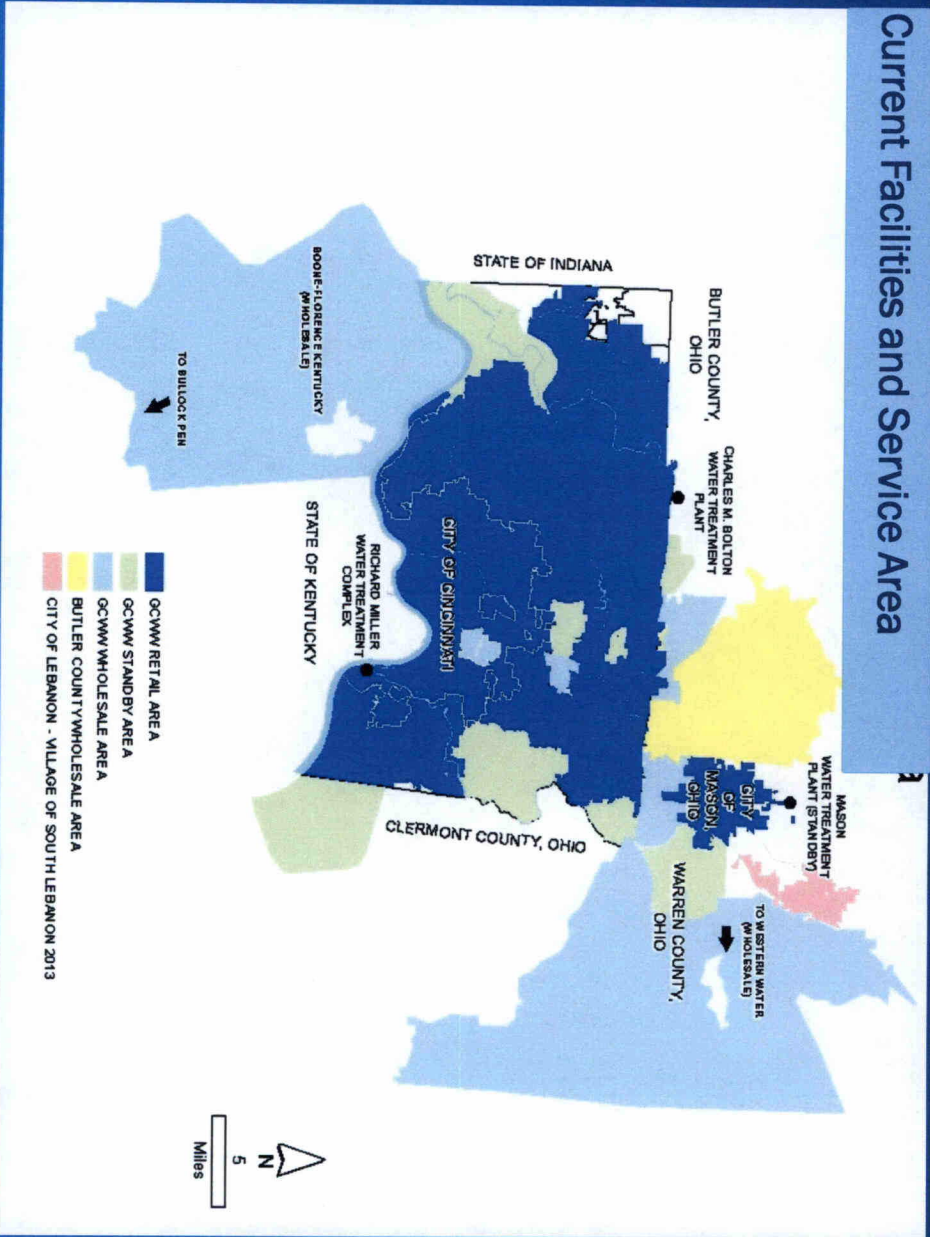 Current Facilities and Service Area
a
MASON
WATER TREATMENT
PLANT (STANDBY)
BUTLER COUNTY,
OHIO
CHARLES M. BOLTON
WATER TREATMENT
PLANT
CITY
OF
MASON,
OHIO
TO WESTERN WATER
(WHOLESALE)
WARREN COUNTY,
OHIO
STATE OF INDIANA
CLERMONT COUNTY, OHIO
CITY OF CINCINNATI
BOONE-FLORENCE KENTUCKY
(WHOLESALE)
RICHARD MILLER
WATER TREATMENT
COMPLEX
STATE OF KENTUCKY
TO BULLOCK PEN
GCWW RETAIL AREA
GCWW STANDBY AREA
GCWW WHOLESALE AREA
BUTLER COUNTY WHOLESALE AREA
CITY OF LEBANON - VILLAGE OF SOUTH LEBANON 2013
N
5
Miles